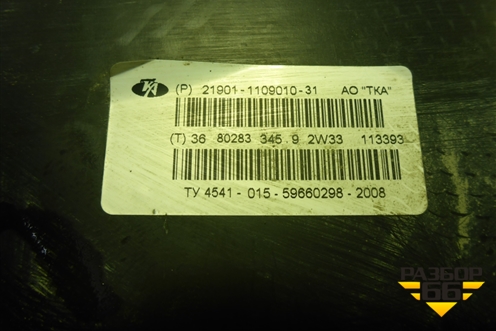 (P) 21901-1109010-31 АО "ТКА"
(T) 36 80283 345 9 2W33 113393
ТУ 4541-015-59660298-2008
РАЗБОР
66